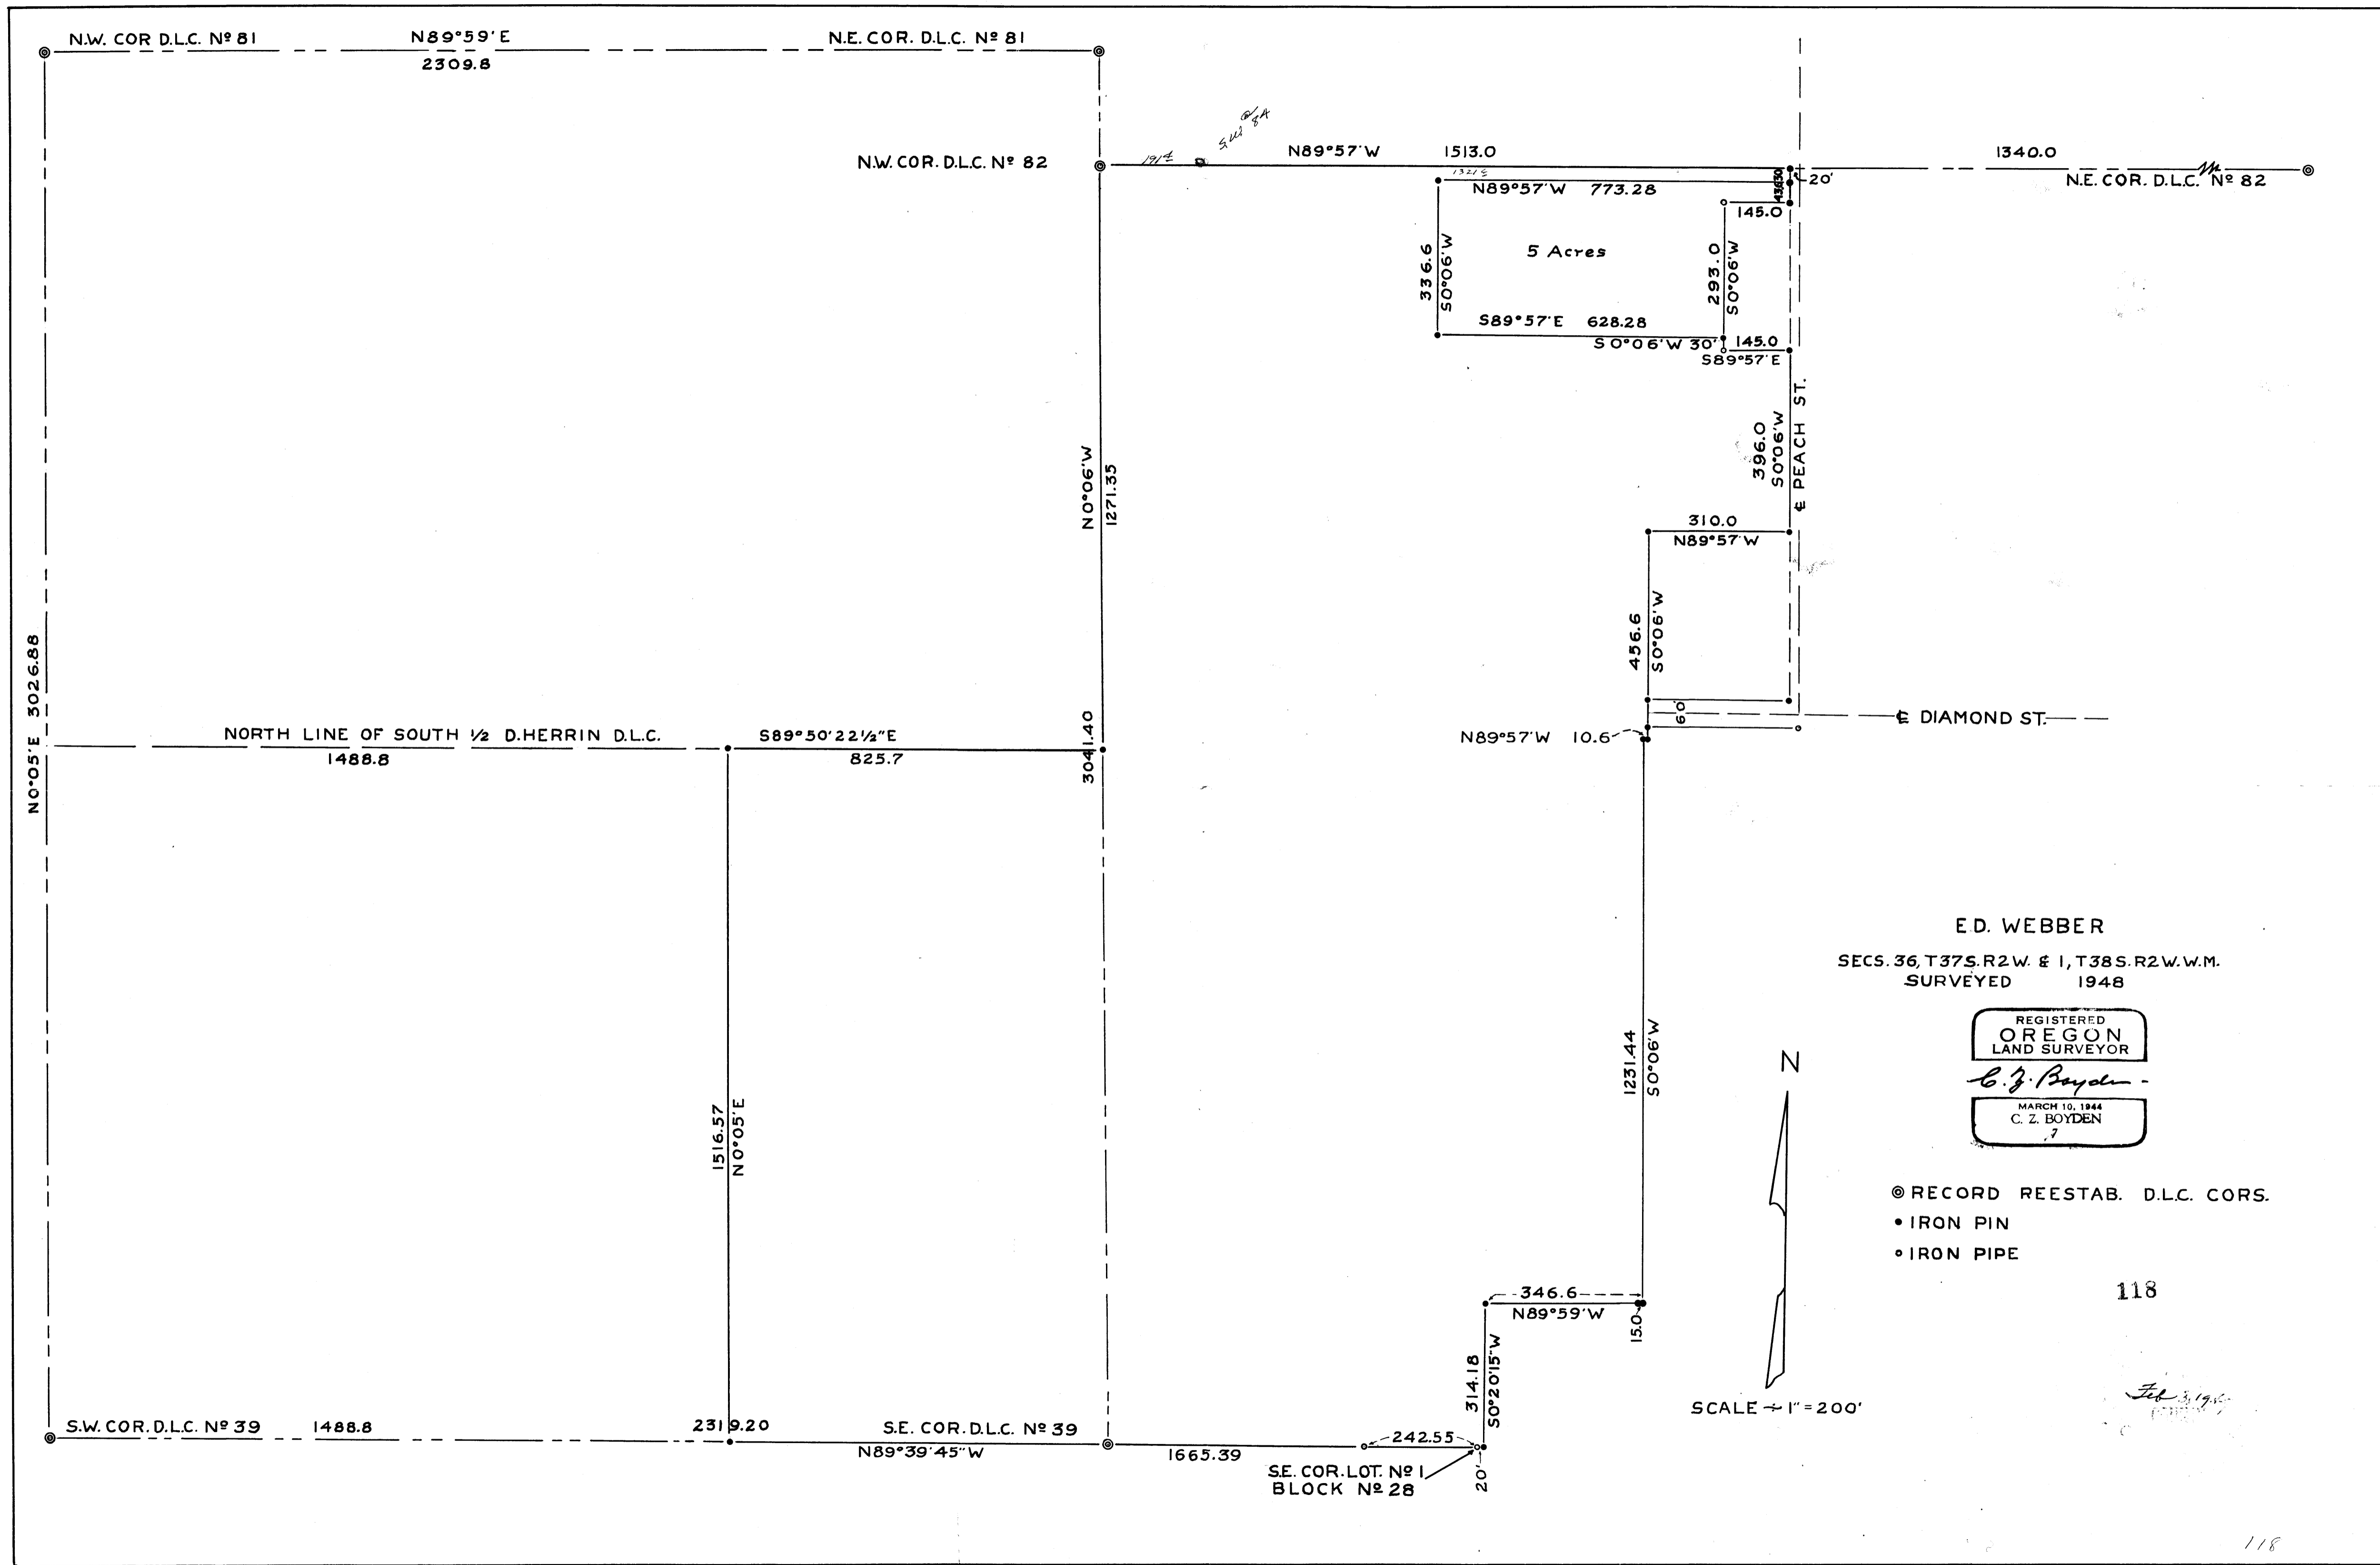 N.W. COR D.L.C. Nº 81
N89°59'E
2309.8
N.E. COR. D.L.C. Nº 81
N.W. COR. D.L.C. Nº 82
N89°57'W 1513.0
1340.0
N.E. COR. D.L.C. Nº 82
20'
N89°57'W 773.28
145.0
5 Acres
336.6
S0°06'W
293.0
S0°06'W
S89°57'E 628.28
S0°06'W 30'
145.0
S89°57'E
396.0
S0°06'W
℄ PEACH ST.
N0°06'W
1271.35
310.0
N89°57'W
456.6
S0°06'W
60'
℄ DIAMOND ST.
N89°57'W 10.6
N0°05'E 3026.88
NORTH LINE OF SOUTH ½ D.HERRIN D.L.C.
1488.8
S89°50'22½"E
825.7
3041.40
1516.57
N0°05'E
1231.44
S0°06'W
E.D. WEBBER
SECS. 36, T37S. R2W. & 1, T38S. R2W. W.M.
SURVEYED 1948
REGISTERED
OREGON
LAND SURVEYOR
C. Z. Boyden
MARCH 10, 1944
C. Z. BOYDEN
7
N
SCALE ÷ 1" = 200'
RECORD REESTAB. D.L.C. CORS.
IRON PIN
IRON PIPE
118
346.6
N89°59'W
15.0
314.18
S0°20'15"W
S.W. COR. D.L.C. Nº 39
1488.8
2319.20
S.E. COR. D.L.C. Nº 39
N89°39'45"W
1665.39
242.55
20'
S.E. COR. LOT. Nº 1
BLOCK Nº 28
118